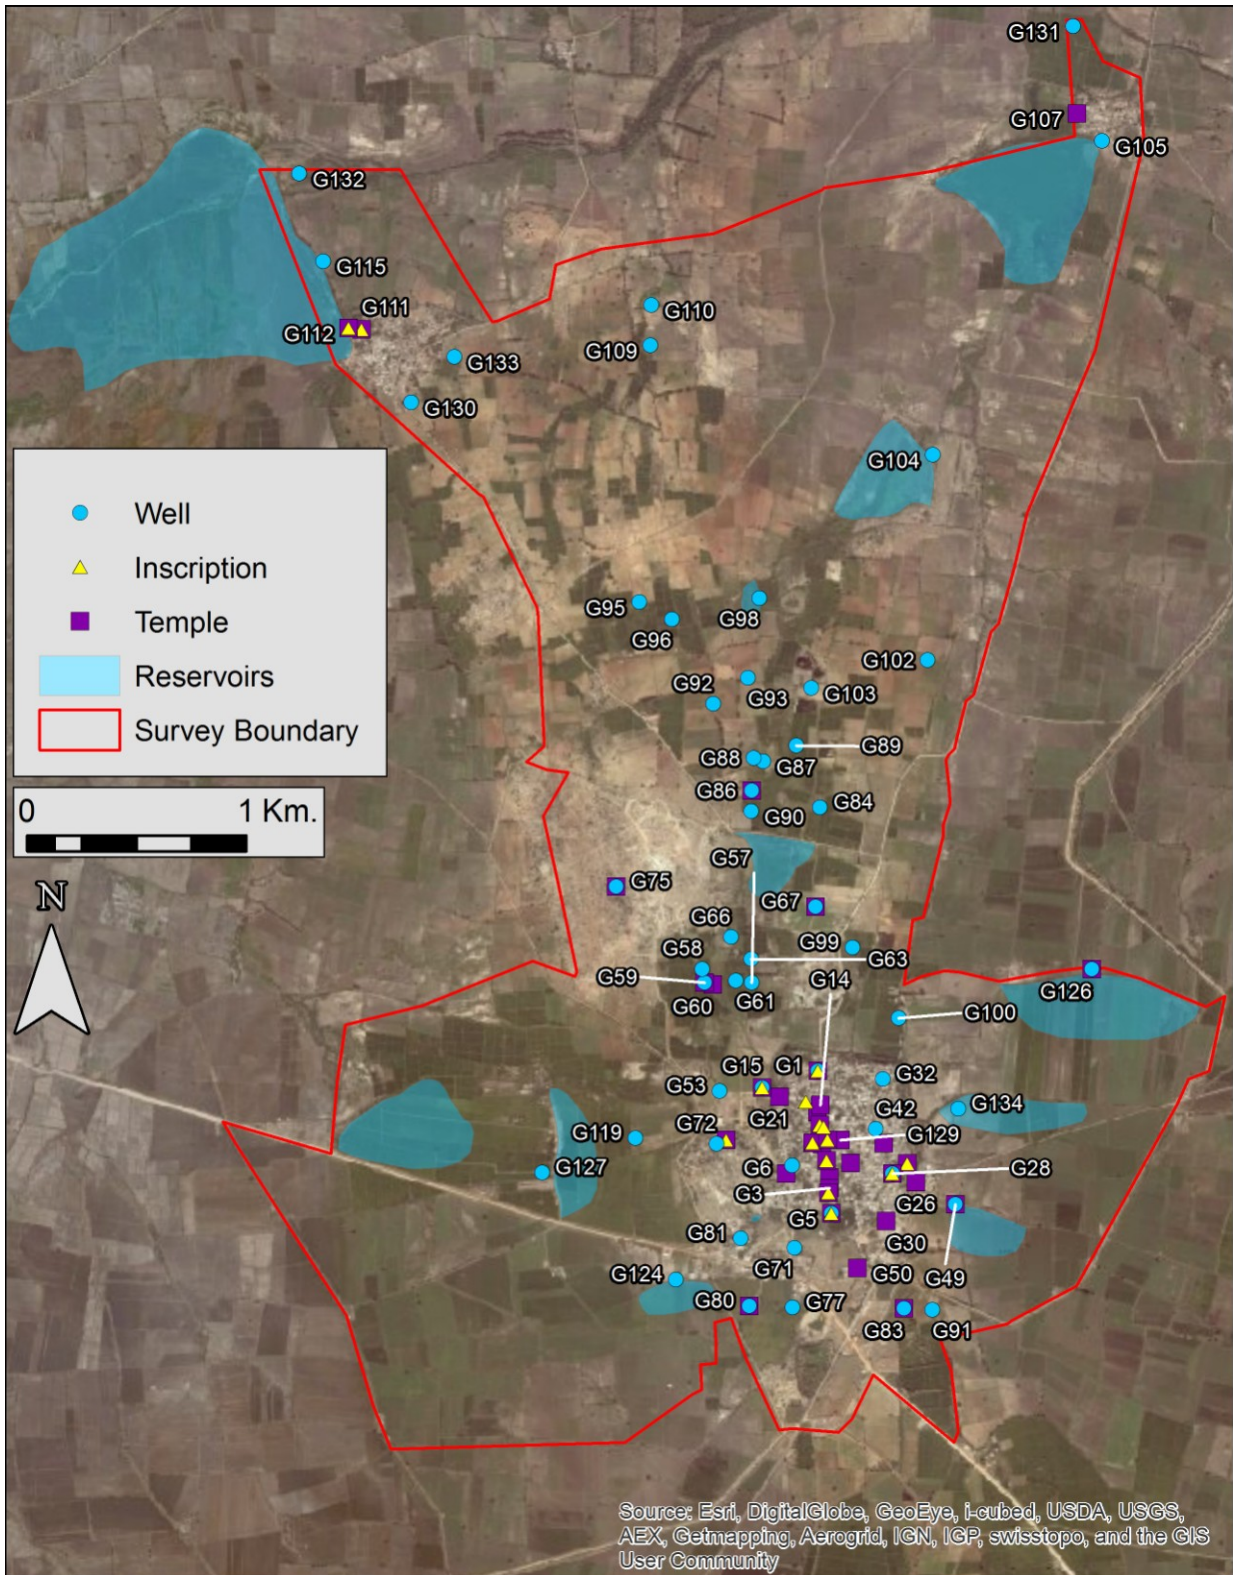 G131
G107
G105
G132
G115
G111
G112
G110
G109
G133
G130
G104
Well
Inscription
Temple
Reservoirs
Survey Boundary
0 1 Km.
N
G95
G98
G96
G102
G92
G93
G103
G88
G87
G89
G86
G90
G84
G57
G75
G67
G66
G58
G99
G63
G59
G60
G61
G14
G126
G100
G15
G1
G53
G32
G21
G42
G134
G119
G72
G129
G127
G6
G28
G3
G26
G5
G81
G30
G71
G124
G50
G49
G80
G77
G83
G91
Source: Esri, DigitalGlobe, GeoEye, i-cubed, USDA, USGS,
AEX, Getmapping, Aerogrid, IGN, IGP, swisstopo, and the GIS
User Community